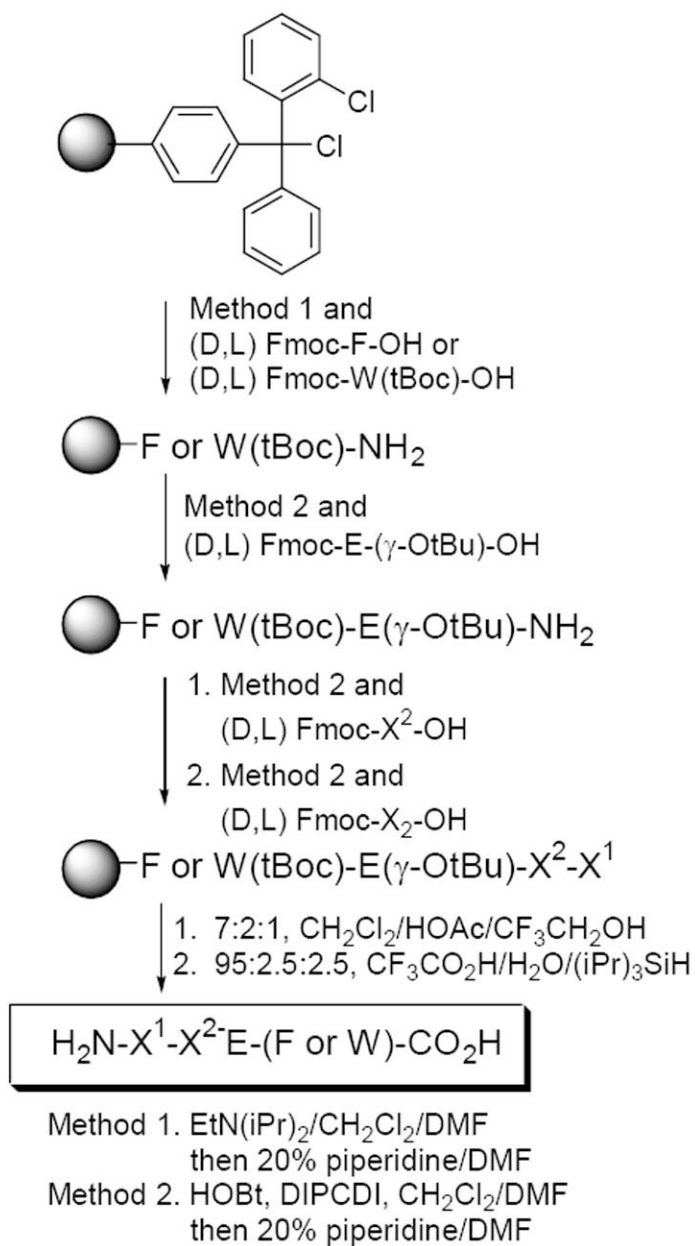 Cl
Cl
Method 1 and
(D,L) Fmoc-F-OH or
(D,L) Fmoc-W(tBoc)-OH
F or W(tBoc)-NH₂
Method 2 and
(D,L) Fmoc-E-(γ-OtBu)-OH
F or W(tBoc)-E(γ-OtBu)-NH₂
1. Method 2 and
(D,L) Fmoc-X²-OH
2. Method 2 and
(D,L) Fmoc-X₂-OH
F or W(tBoc)-E(γ-OtBu)-X²-X¹
1. 7:2:1, CH₂Cl₂/HOAc/CF₃CH₂OH
2. 95:2.5:2.5, CF₃CO₂H/H₂O/(iPr)₃SiH
H₂N-X¹-X²⁻E-(F or W)-CO₂H
Method 1. EtN(iPr)₂/CH₂Cl₂/DMF
then 20% piperidine/DMF
Method 2. HOBt, DIPCDI, CH₂Cl₂/DMF
then 20% piperidine/DMF